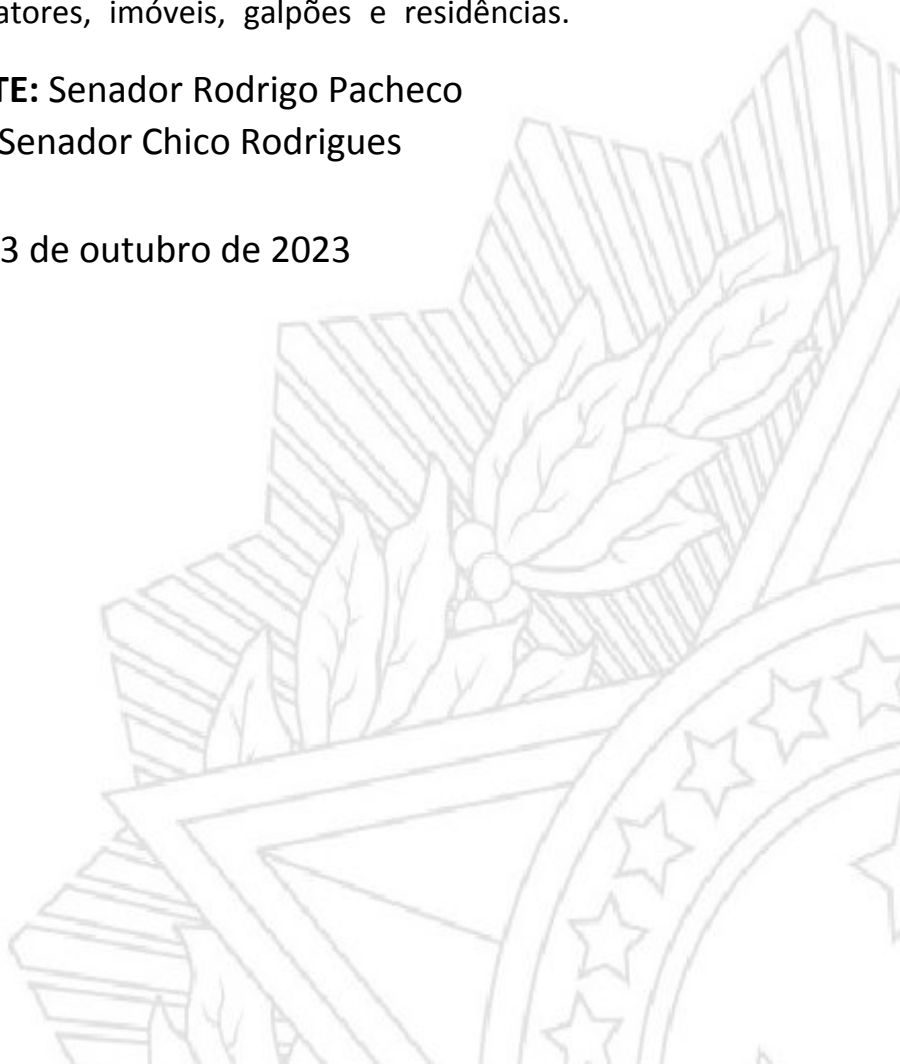 atores, imóveis, galpões e residências.
TE: Senador Rodrigo Pacheco
Senador Chico Rodrigues
3 de outubro de 2023